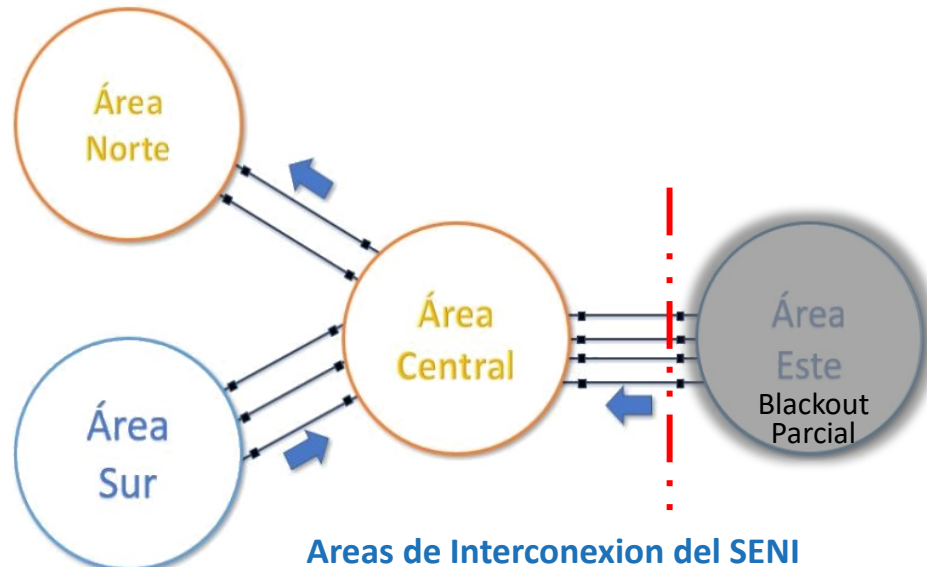 Área
Norte
Área
Central
Área
Este
Blackout
Parcial
Área
Sur
Areas de Interconexion del SENI